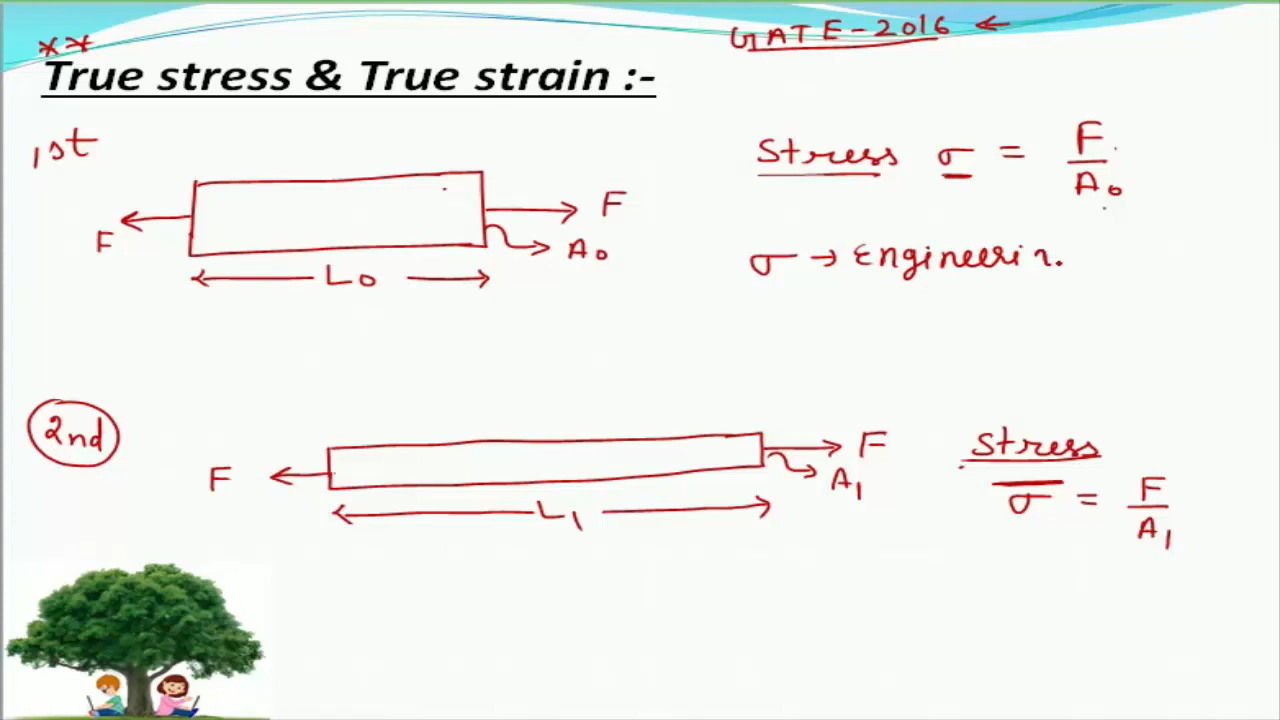 GATE-2016 ←
**
True stress & True strain :-
1st
Stress σ = F/A₀
F
F
A₀
L₀
σ → Engineerin.
2nd
F
F
A₁
L₁
Stress
σ = F/A₁